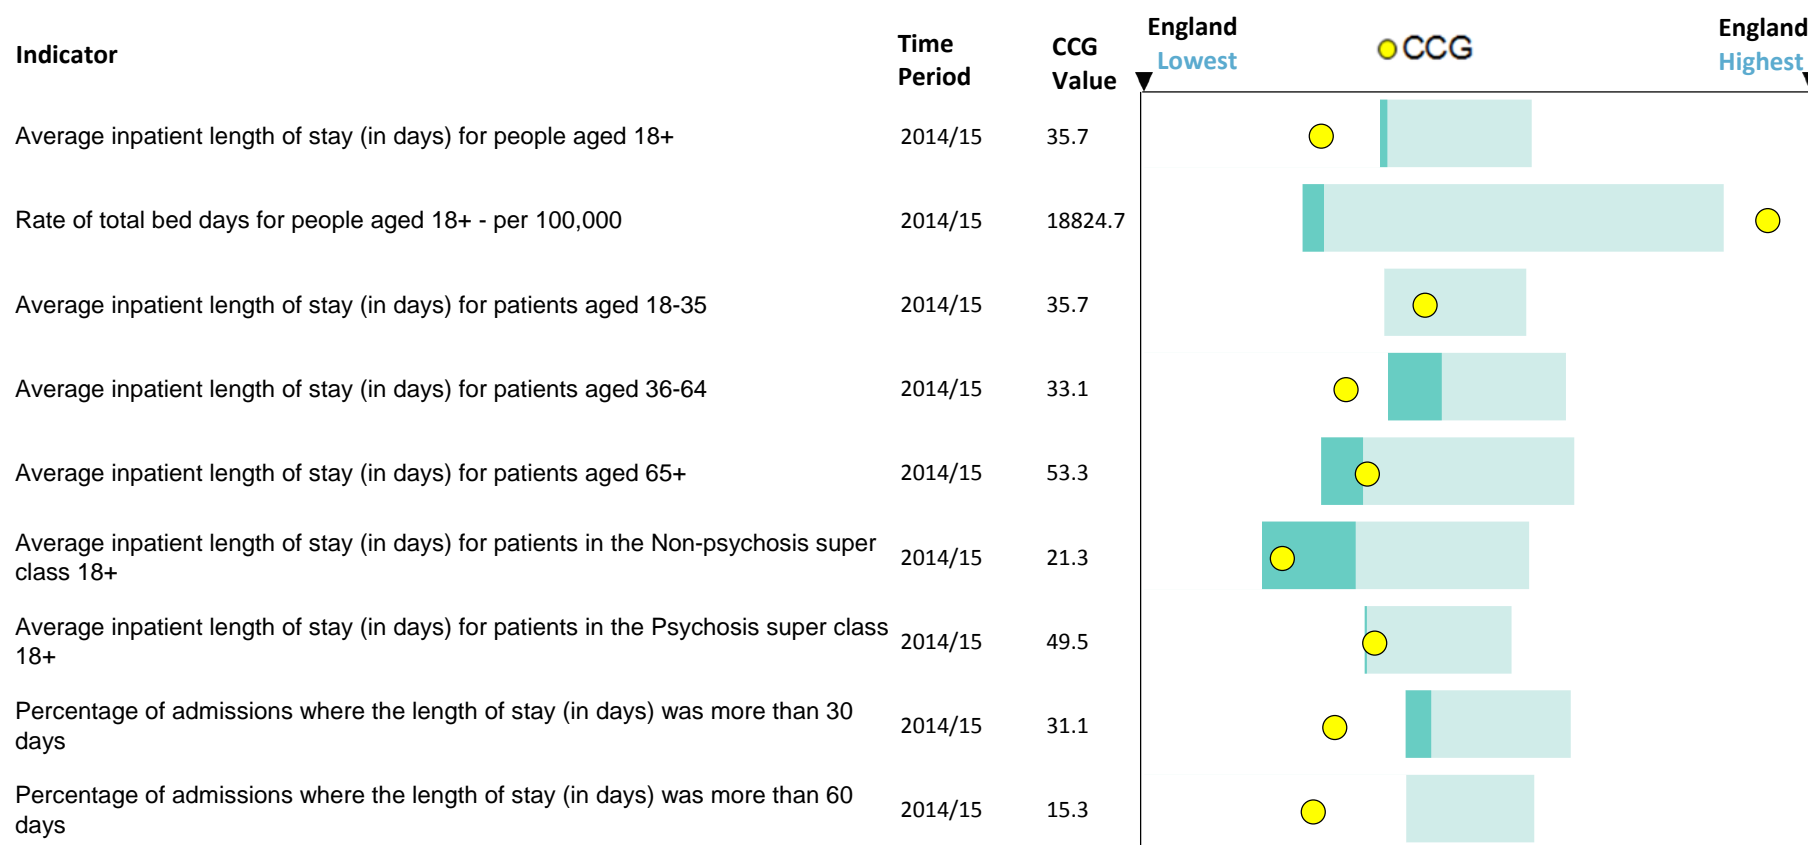 Indicator
Time Period
CCG Value
England Lowest
CCG
England Highest
Average inpatient length of stay (in days) for people aged 18+ 2014/15 35.7
Rate of total bed days for people aged 18+ - per 100,000 2014/15 18824.7
Average inpatient length of stay (in days) for patients aged 18-35 2014/15 35.7
Average inpatient length of stay (in days) for patients aged 36-64 2014/15 33.1
Average inpatient length of stay (in days) for patients aged 65+ 2014/15 53.3
Average inpatient length of stay (in days) for patients in the Non-psychosis super
class 18+ 2014/15 21.3
Average inpatient length of stay (in days) for patients in the Psychosis super class
18+ 2014/15 49.5
Percentage of admissions where the length of stay (in days) was more than 30
days 2014/15 31.1
Percentage of admissions where the length of stay (in days) was more than 60
days 2014/15 15.3